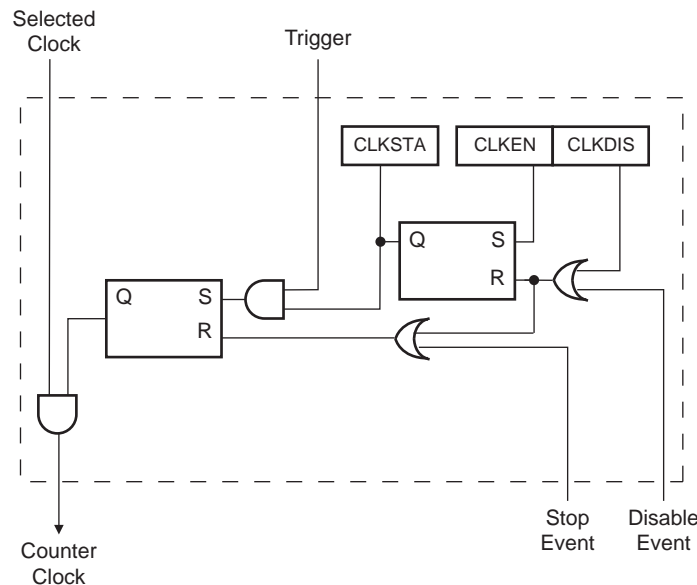 Selected
Clock
Trigger
CLKSTA
CLKEN
CLKDIS
Q
S
R
Q
S
R
Stop
Event
Disable
Event
Counter
Clock